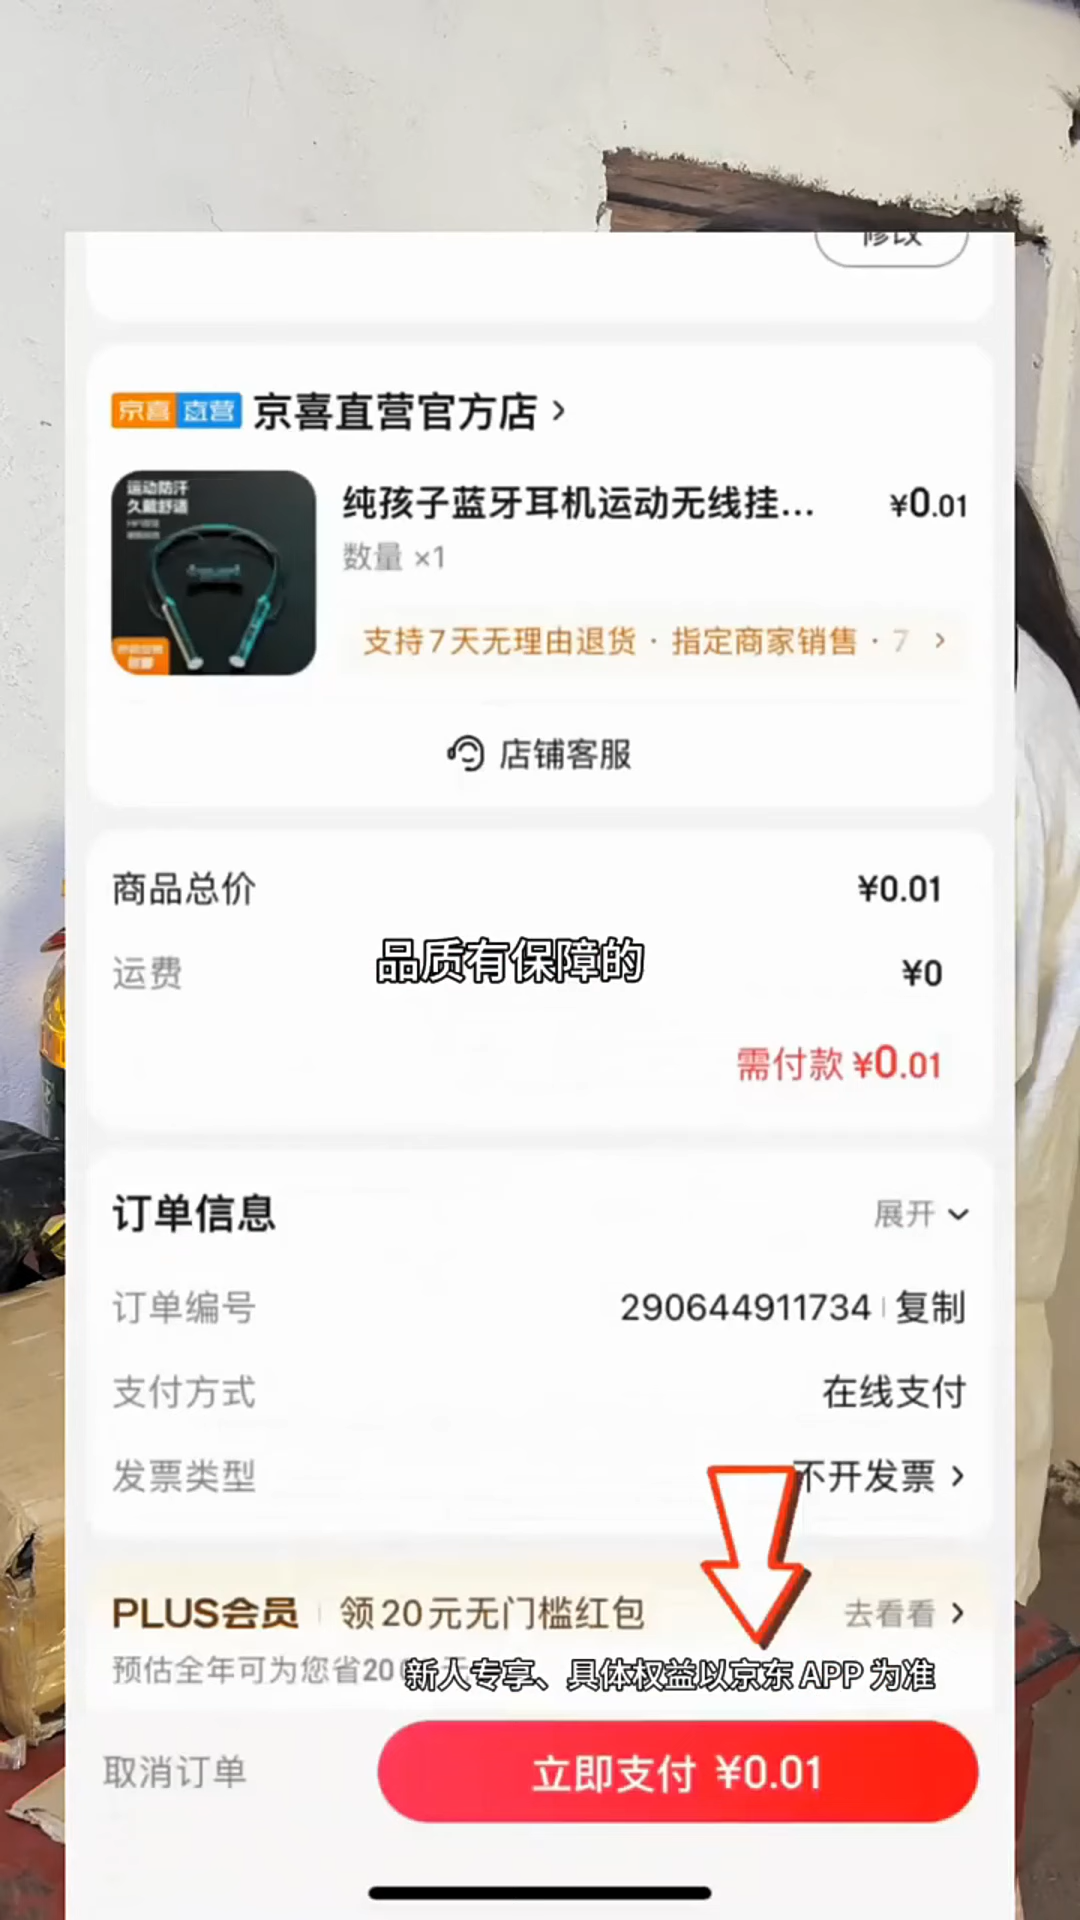 修改
京喜 直营 京喜直营官方店 >
运动防汗
久戴舒适
纯孩子蓝牙耳机运动无线挂... ¥0.01
数量 ×1
支持7天无理由退货 · 指定商家销售 · 7 >
店铺客服
商品总价 ¥0.01
品质有保障的
运费 ¥0
需付款 ¥0.01
订单信息 展开
订单编号 290644911734 | 复制
支付方式 在线支付
发票类型 不开发票 >
PLUS会员 | 领20元无门槛红包 去看看 >
预估全年可为您省20
新人专享、具体权益以京东 APP 为准
取消订单 立即支付 ¥0.01